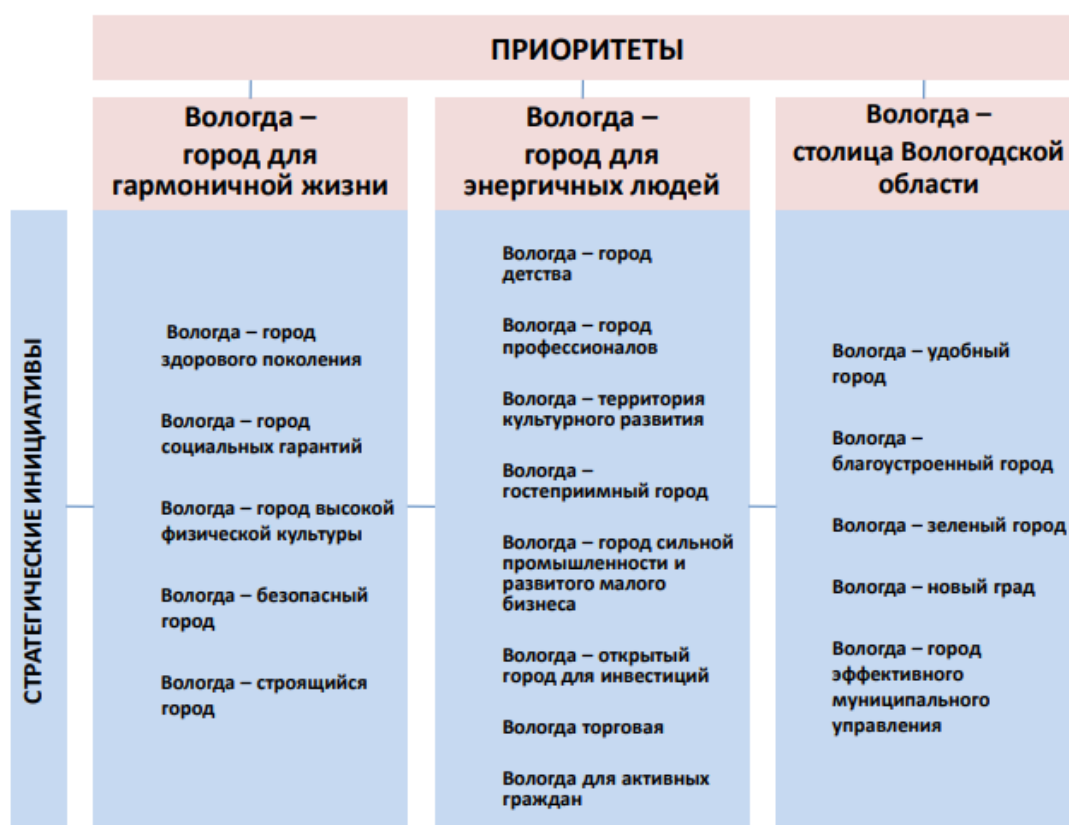 ПРИОРИТЕТЫ
Вологда –
город для
гармоничной жизни
Вологда –
город для
энергичных людей
Вологда –
столица Вологодской
области
СТРАТЕГИЧЕСКИЕ ИНИЦИАТИВЫ
Вологда – город
здорового поколения
Вологда – город
социальных гарантий
Вологда – город высокой
физической культуры
Вологда – безопасный
город
Вологда – строящийся
город
Вологда – город
детства
Вологда – город
профессионалов
Вологда – территория
культурного развития
Вологда –
гостеприимный город
Вологда – город сильной
промышленности и
развитого малого
бизнеса
Вологда – открытый
город для инвестиций
Вологда торговая
Вологда для активных
граждан
Вологда – удобный
город
Вологда –
благоустроенный город
Вологда – зеленый город
Вологда – новый град
Вологда – город
эффективного
муниципального
управления